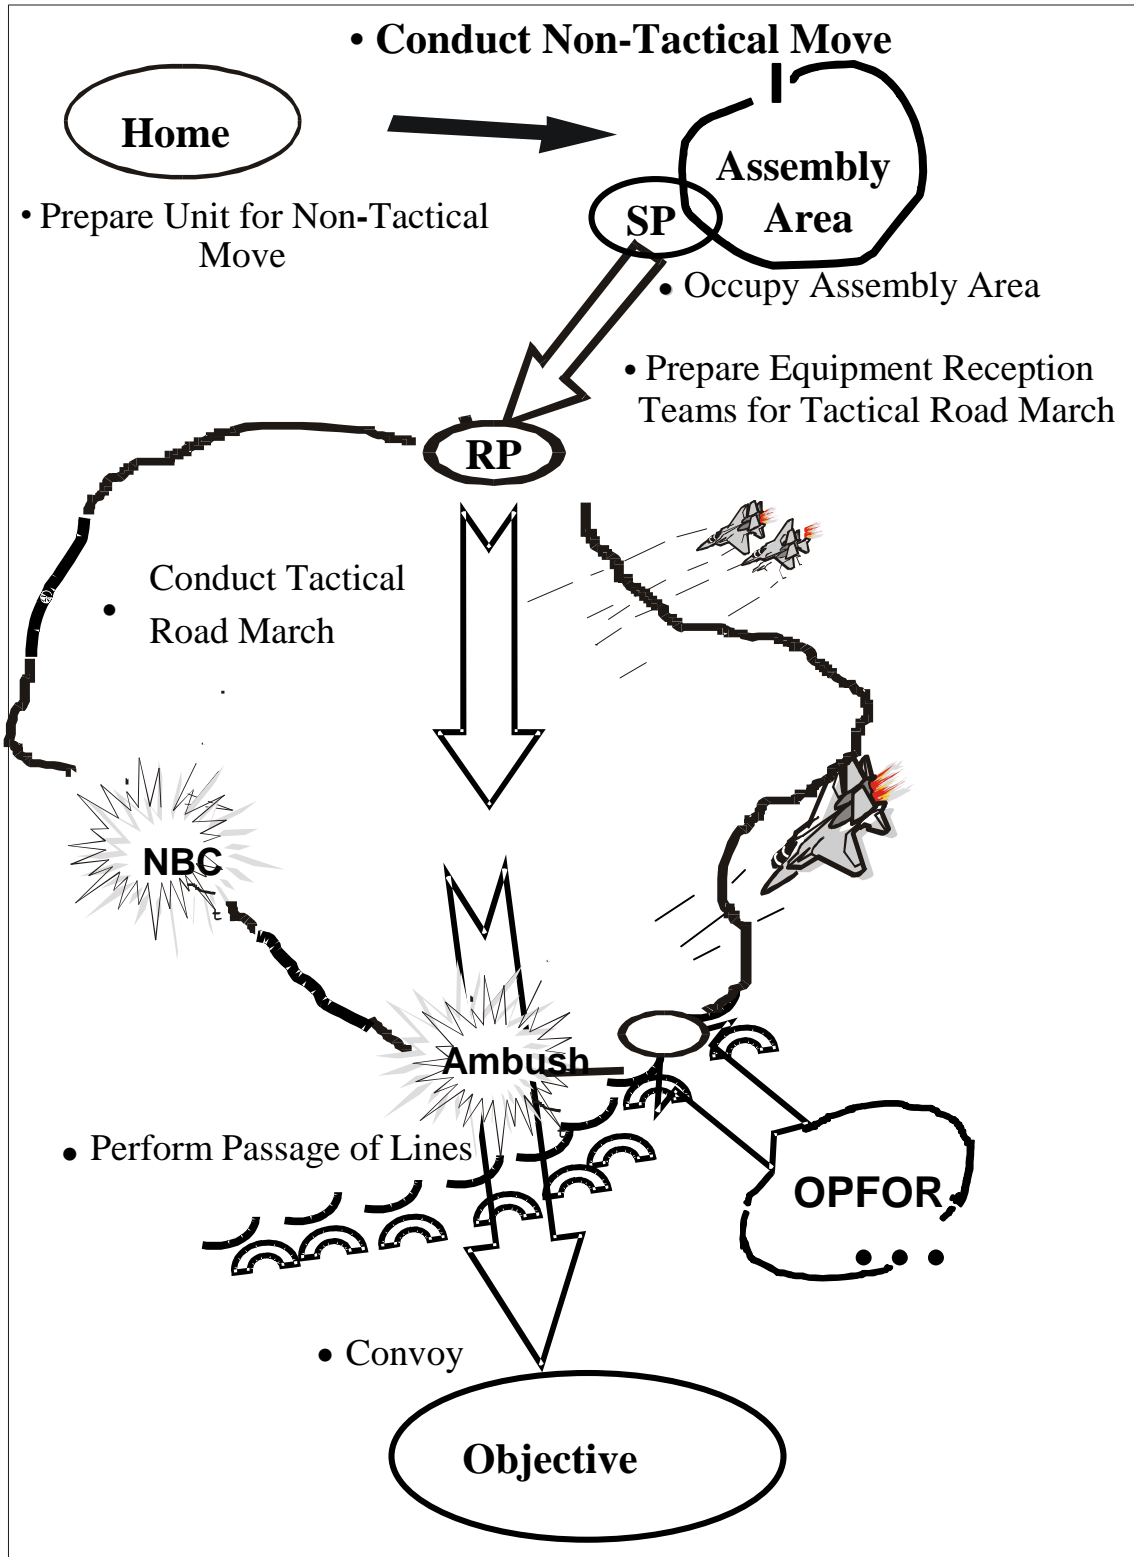 • Conduct Non-Tactical Move
Home
Assembly
Area
SP
• Prepare Unit for Non-Tactical
Move
• Occupy Assembly Area
• Prepare Equipment Reception
Teams for Tactical Road March
RP
• Conduct Tactical
Road March
NBC
t
Ambush
• Perform Passage of Lines
OPFOR
• Convoy
Objective